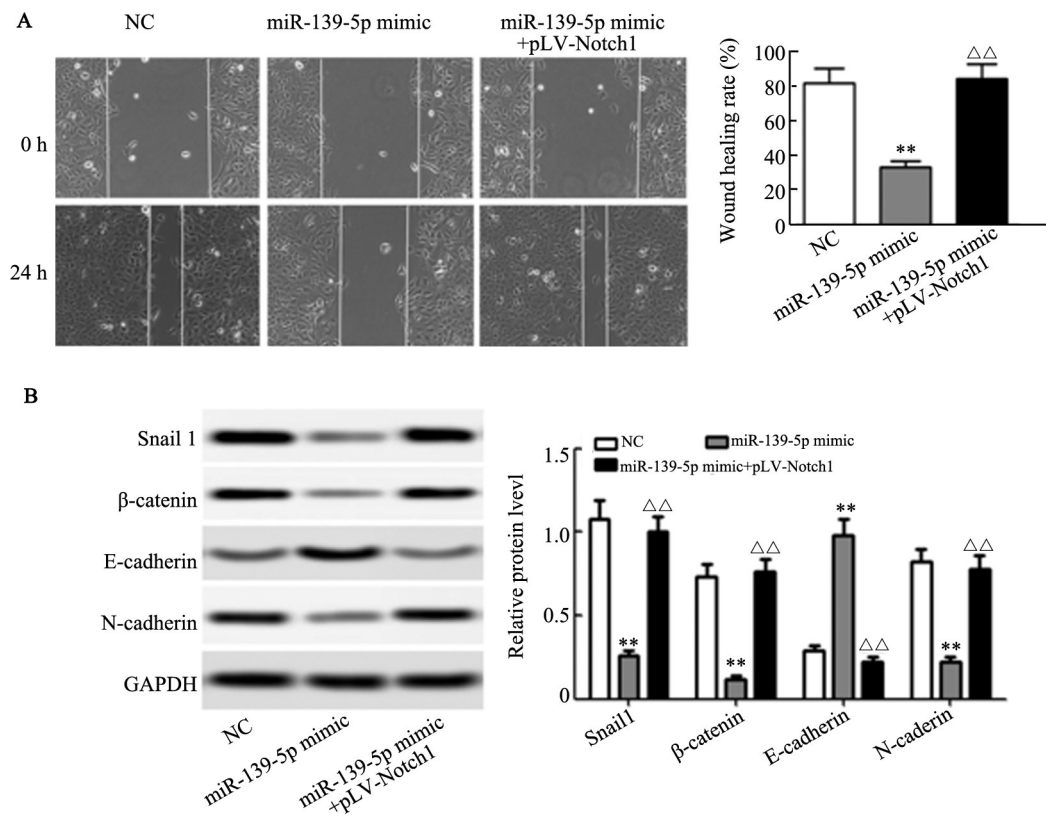 A
NC
miR-139-5p mimic
miR-139-5p mimic
+pLV-Notch1
0 h
24 h
Wound healing rate (%)
100
80
60
40
20
0
**
△△
NC
miR-139-5p mimic
miR-139-5p mimic
+pLV-Notch1
B
Snail 1
β-catenin
E-cadherin
N-cadherin
GAPDH
NC
miR-139-5p mimic
miR-139-5p mimic
+pLV-Notch1
NC
miR-139-5p mimic
miR-139-5p mimic+pLV-Notch1
Relative protein lvevl
1.5
1.0
0.5
0
**
△△
**
△△
**
△△
**
△△
Snail1
β-catenin
E-cadherin
N-caderin